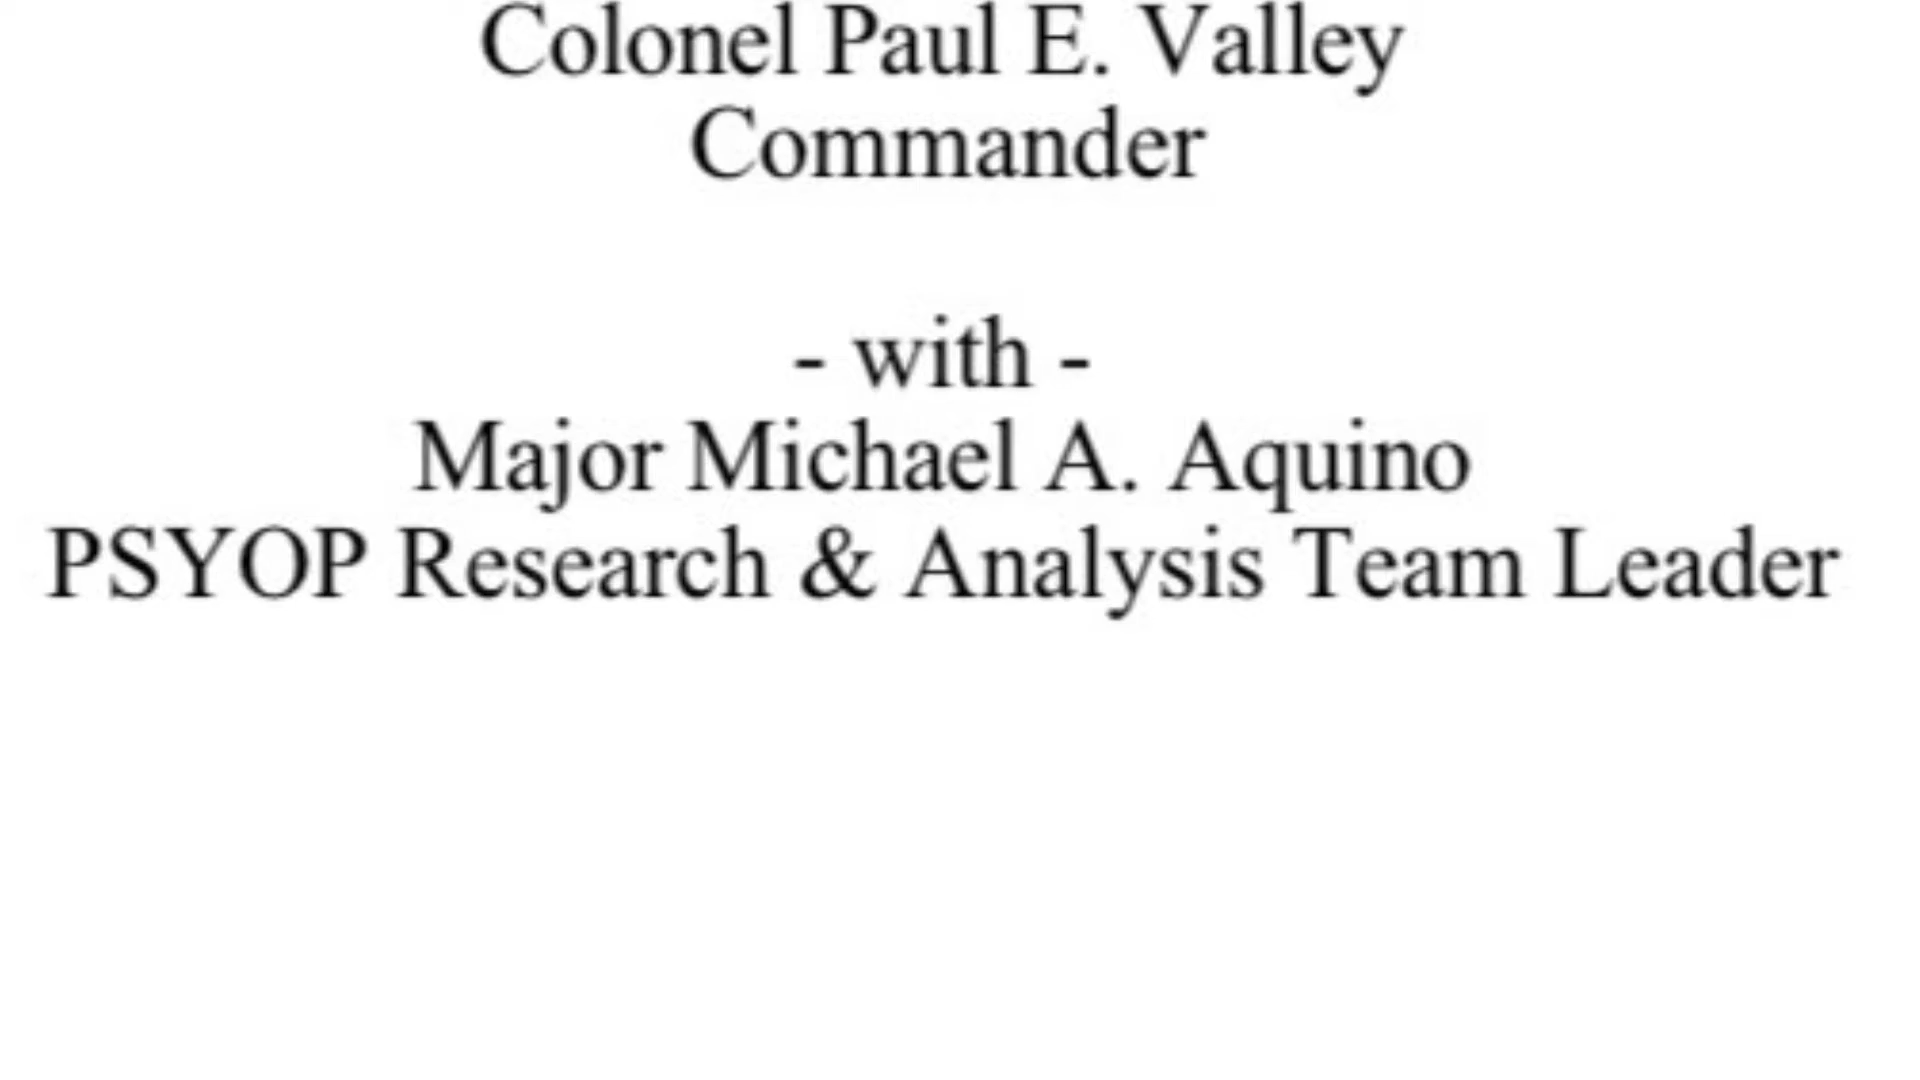 Colonel Paul E. Valley
Commander
- with -
Major Michael A. Aquino
PSYOP Research & Analysis Team Leader